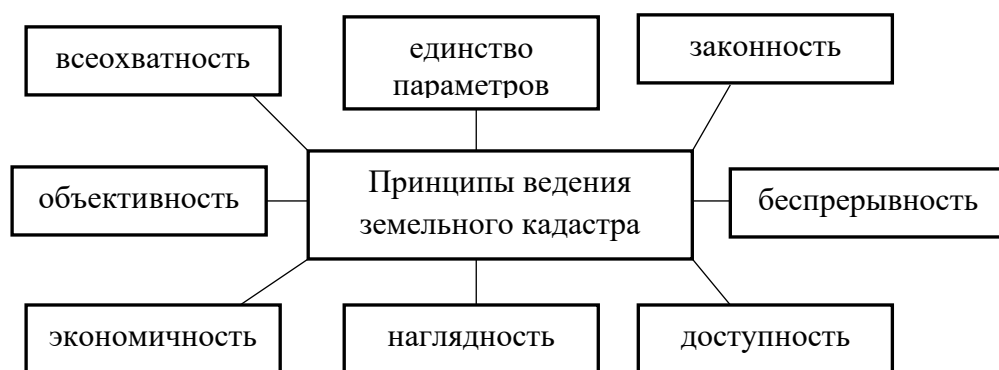 всеохватность
единство
параметров
законность
объективность
Принципы ведения
земельного кадастра
беспрерывность
экономичность
наглядность
доступность